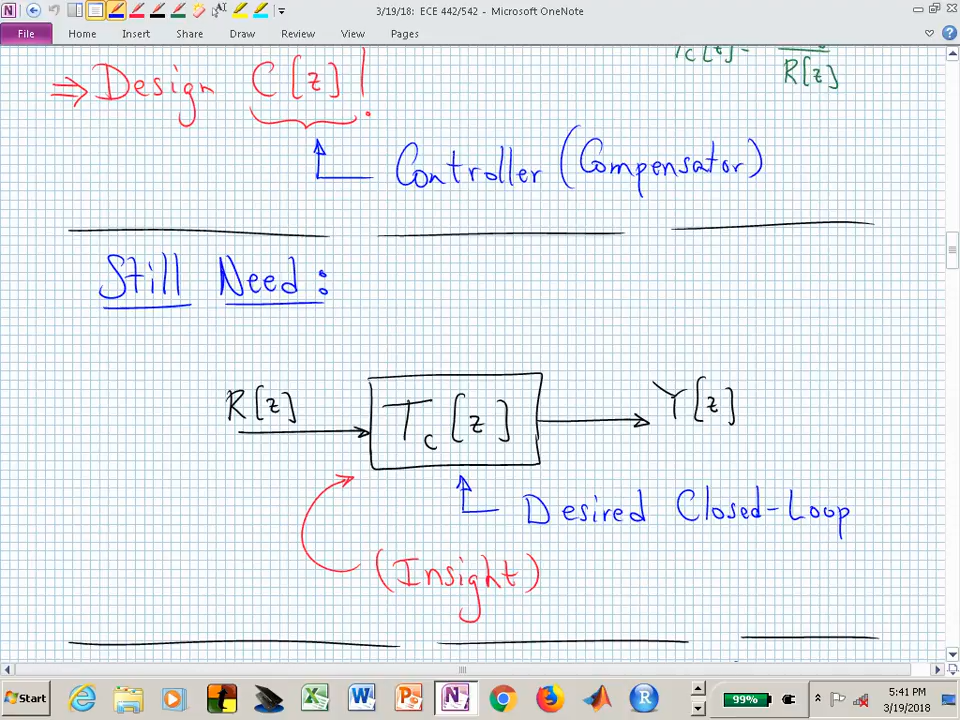 3/19/18: ECE 442/542 - Microsoft OneNote
File Home Insert Share Draw Review View Pages
R[z]
⇒ Design C[z]!
Controller (Compensator)
Still Need:
R[z] T_c[z] Y[z]
Desired Closed-Loop
(Insight)
Start
99%
5:41 PM
3/19/2018